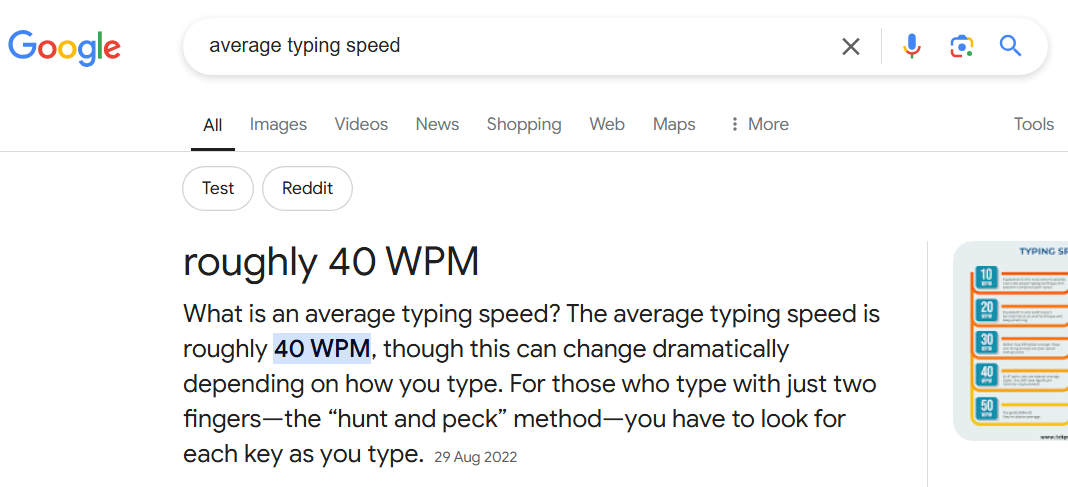 Google
average typing speed
All Images Videos News Shopping Web Maps More Tools
Test Reddit
roughly 40 WPM
What is an average typing speed? The average typing speed is
roughly 40 WPM, though this can change dramatically
depending on how you type. For those who type with just two
fingers—the “hunt and peck” method—you have to look for
each key as you type. 29 Aug 2022
TYPING
10
WPM
20
WPM
30
WPM
40
WPM
50
WPM